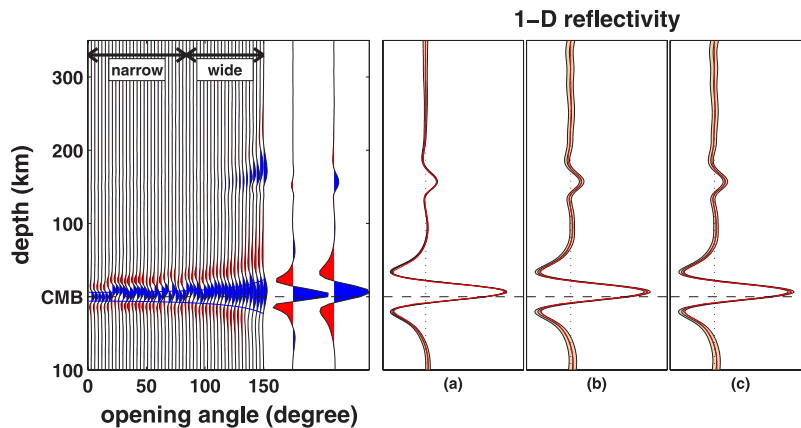 1-D reflectivity
narrow
wide
depth (km)
300
200
100
CMB
100
0
50
100
150
opening angle (degree)
(a)
(b)
(c)